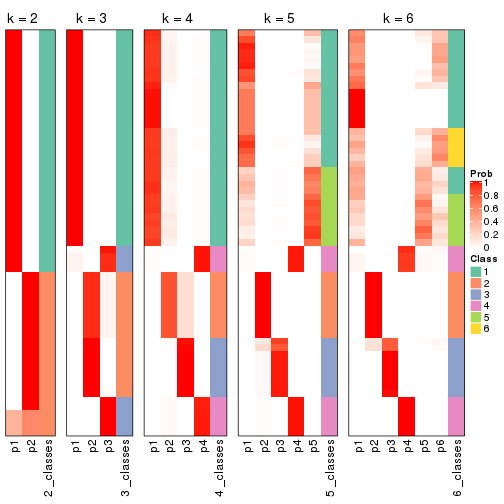 k = 2
k = 3
k = 4
k = 5
k = 6
Prob
1
0.8
0.6
0.4
0.2
0
Class
1
2
3
4
5
6
p1
p2
2_classes
p1
p2
p3
3_classes
p1
p2
p3
p4
4_classes
p1
p2
p3
p4
p5
5_classes
p1
p2
p3
p4
p5
p6
6_classes